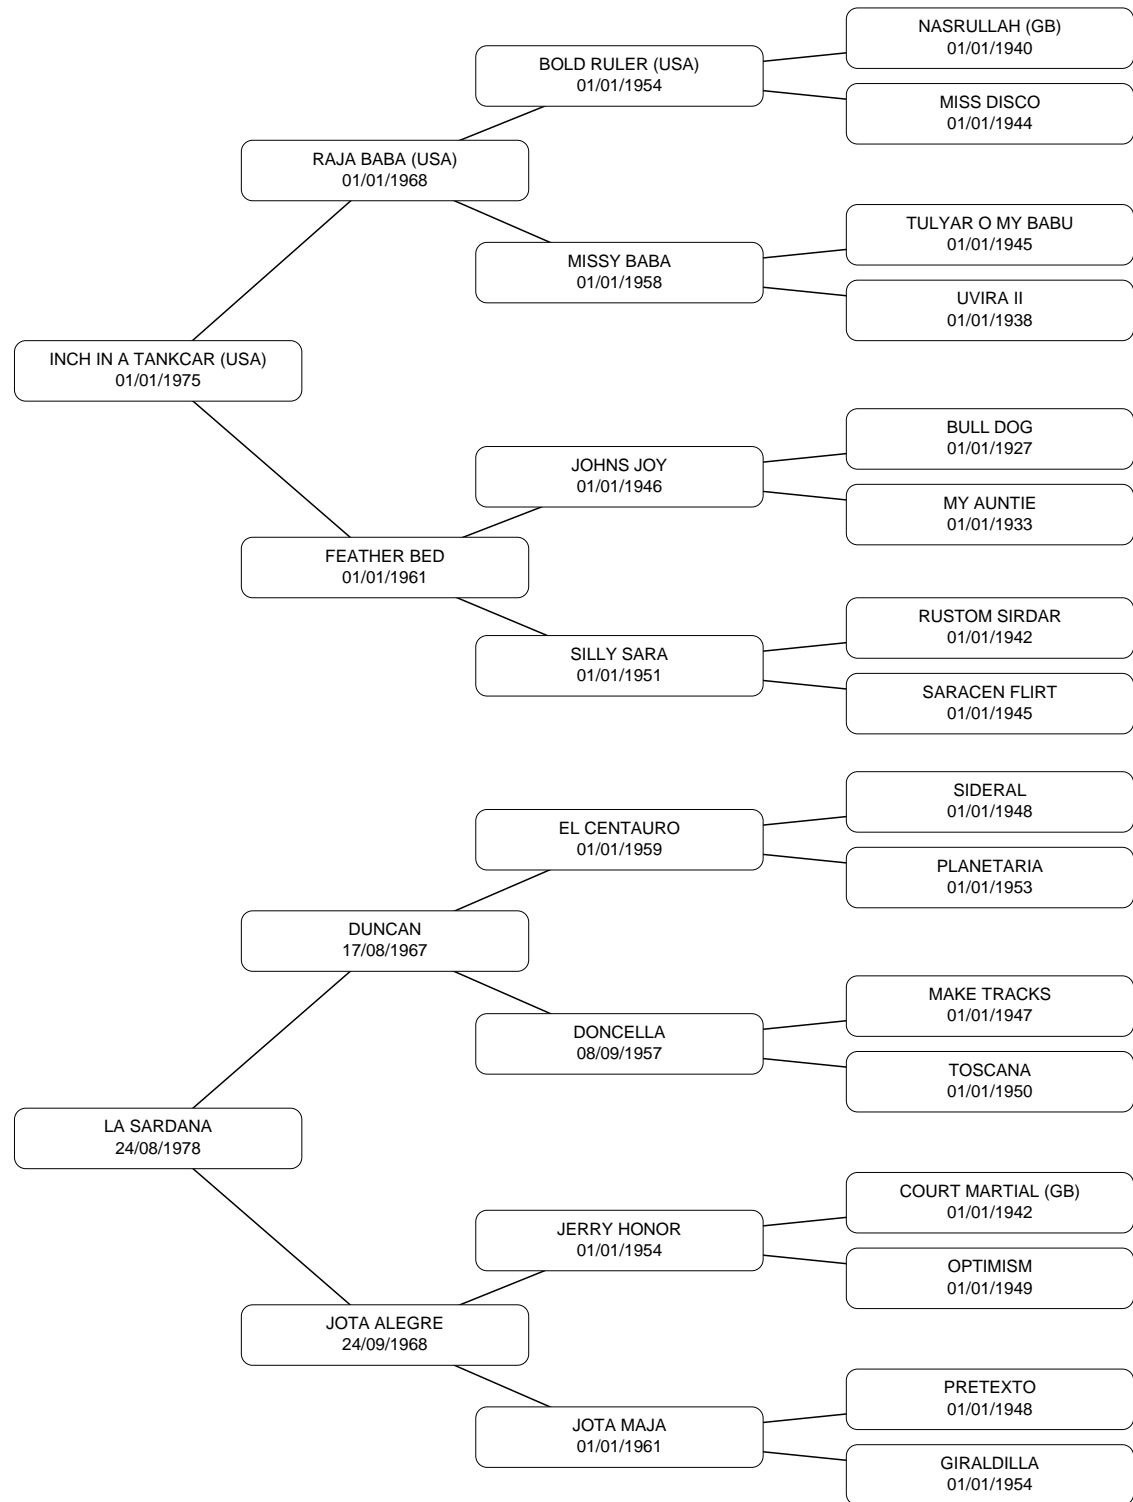 NASRULLAH (GB)
01/01/1940
BOLD RULER (USA)
01/01/1954
MISS DISCO
01/01/1944
RAJA BABA (USA)
01/01/1968
TULYAR O MY BABU
01/01/1945
MISSY BABA
01/01/1958
UVIRA II
01/01/1938
INCH IN A TANKCAR (USA)
01/01/1975
BULL DOG
01/01/1927
JOHNS JOY
01/01/1946
MY AUNTIE
01/01/1933
FEATHER BED
01/01/1961
RUSTOM SIRDAR
01/01/1942
SILLY SARA
01/01/1951
SARACEN FLIRT
01/01/1945
SIDERAL
01/01/1948
EL CENTAURO
01/01/1959
PLANETARIA
01/01/1953
DUNCAN
17/08/1967
MAKE TRACKS
01/01/1947
DONCELLA
08/09/1957
TOSCANA
01/01/1950
LA SARDANA
24/08/1978
COURT MARTIAL (GB)
01/01/1942
JERRY HONOR
01/01/1954
OPTIMISM
01/01/1949
JOTA ALEGRE
24/09/1968
PRETEXTO
01/01/1948
JOTA MAJA
01/01/1961
GIRALDILLA
01/01/1954